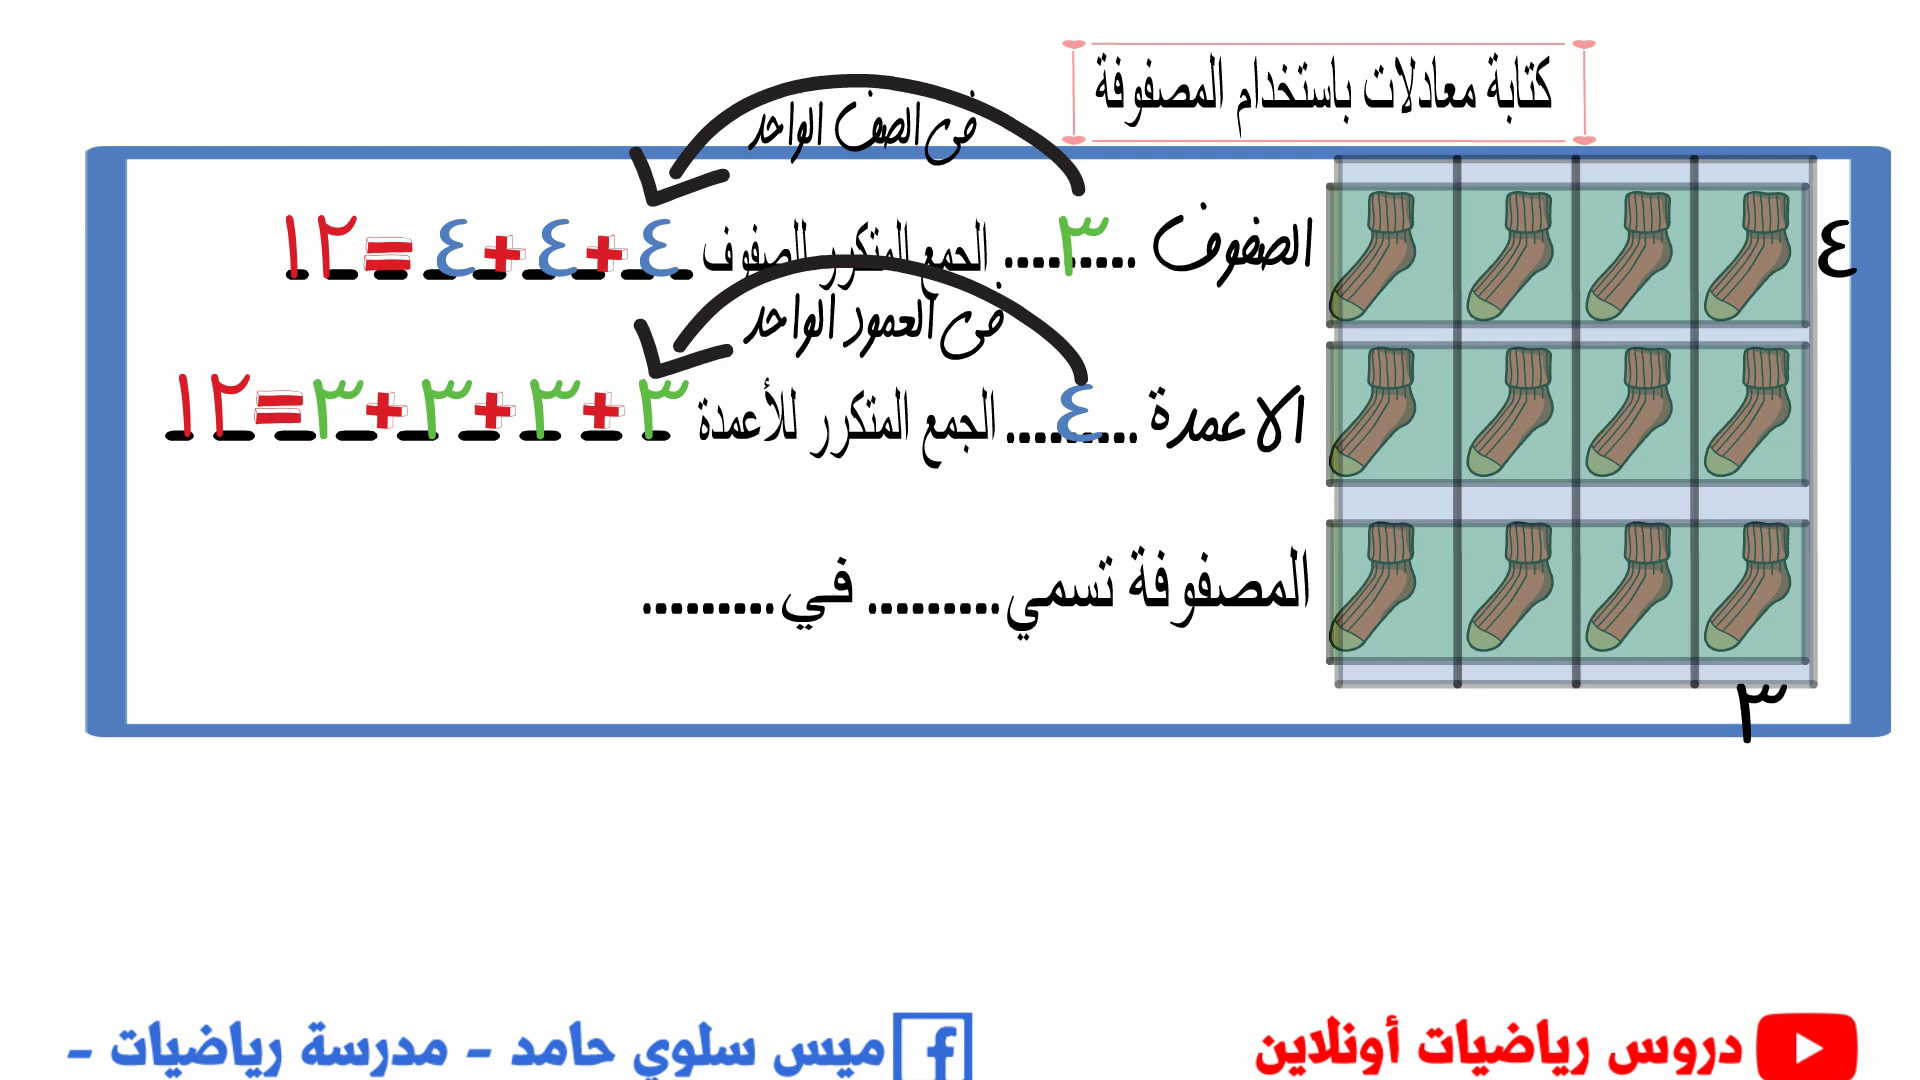 كتابة معادلات باستخدام المصفوفة
فى الصف الواحد
الصفوف ....٣.... الجمع المتكرر للصفوف ٤+٤+٤ =١٢
٤
فى العمود الواحد
الاعمدة ....٤.... الجمع المتكرر للأعمدة ٣+٣+٣+٣=١٢
المصفوفة تسمي......... في.........
٣
دروس رياضيات أونلاين
ميس سلوي حامد - مدرسة رياضيات -